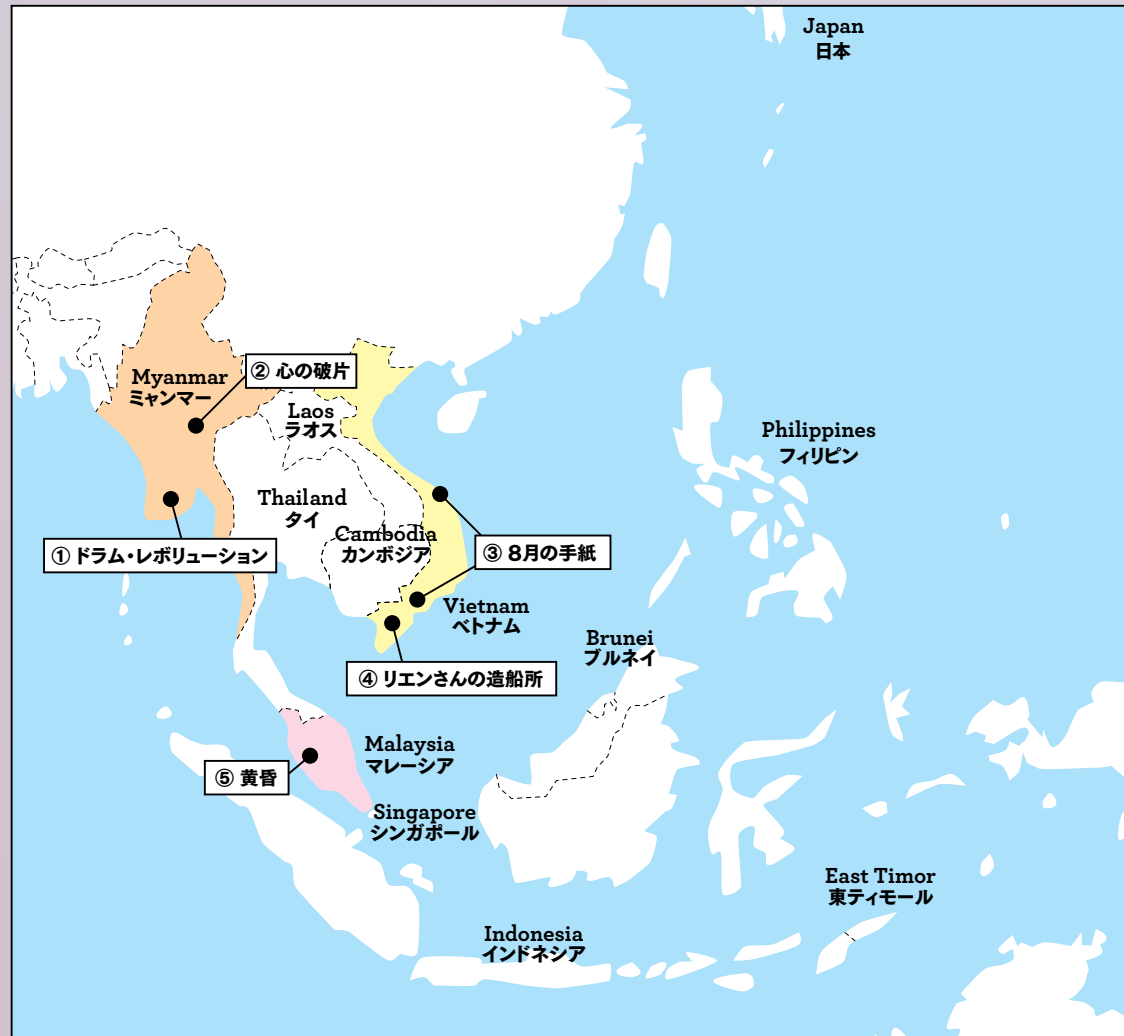 Japan
日本
② 心の破片
Myanmar
ミャンマー
Laos
ラオス
Philippines
フィリピン
Thailand
タイ
Cambodia
カンボジア
① ドラム・レボリューション
③ 8月の手紙
Vietnam
ベトナム
Brunei
ブルネイ
④ リエンさんの造船所
Malaysia
マレーシア
⑤ 黄昏
Singapore
シンガポール
East Timor
東ティモール
Indonesia
インドネシア